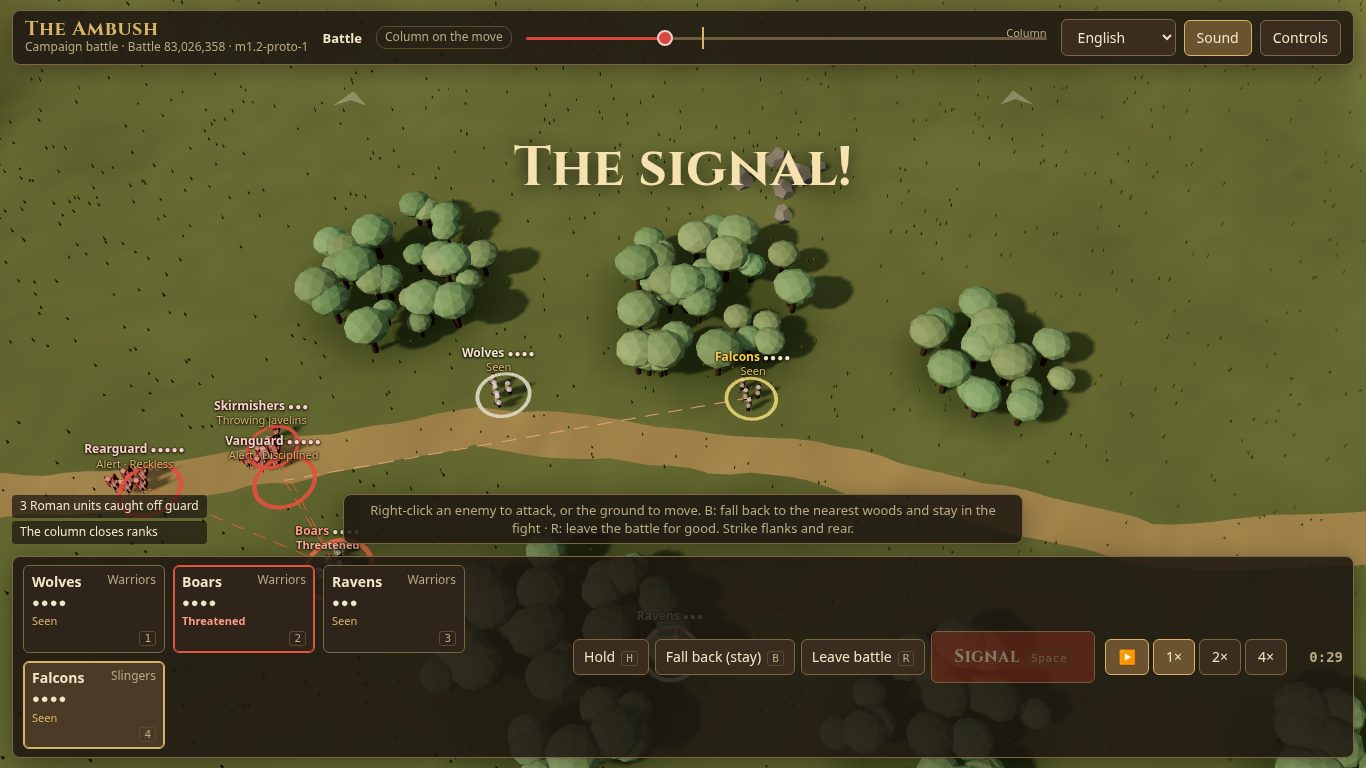 The Ambush
Campaign battle · Battle 83,026,358 · m1.2-proto-1
Battle
Column on the move
Column
English
Sound
Controls
The signal!
Wolves
Seen
Falcons
Seen
Skirmishers
Throwing javelins
Vanguard
Alert · Disciplined
Rearguard
Alert · Reckless
3 Roman units caught off guard
The column closes ranks
Boars
Threatened
Right-click an enemy to attack, or the ground to move. B: fall back to the nearest woods and stay in the
fight · R: leave the battle for good. Strike flanks and rear.
Wolves Warriors
Seen
1
Boars Warriors
Threatened
2
Ravens Warriors
Seen
3
Falcons Slingers
Seen
4
Ravens
Hold H
Fall back (stay) B
Leave battle R
Signal Space
1×
2×
4×
0:29